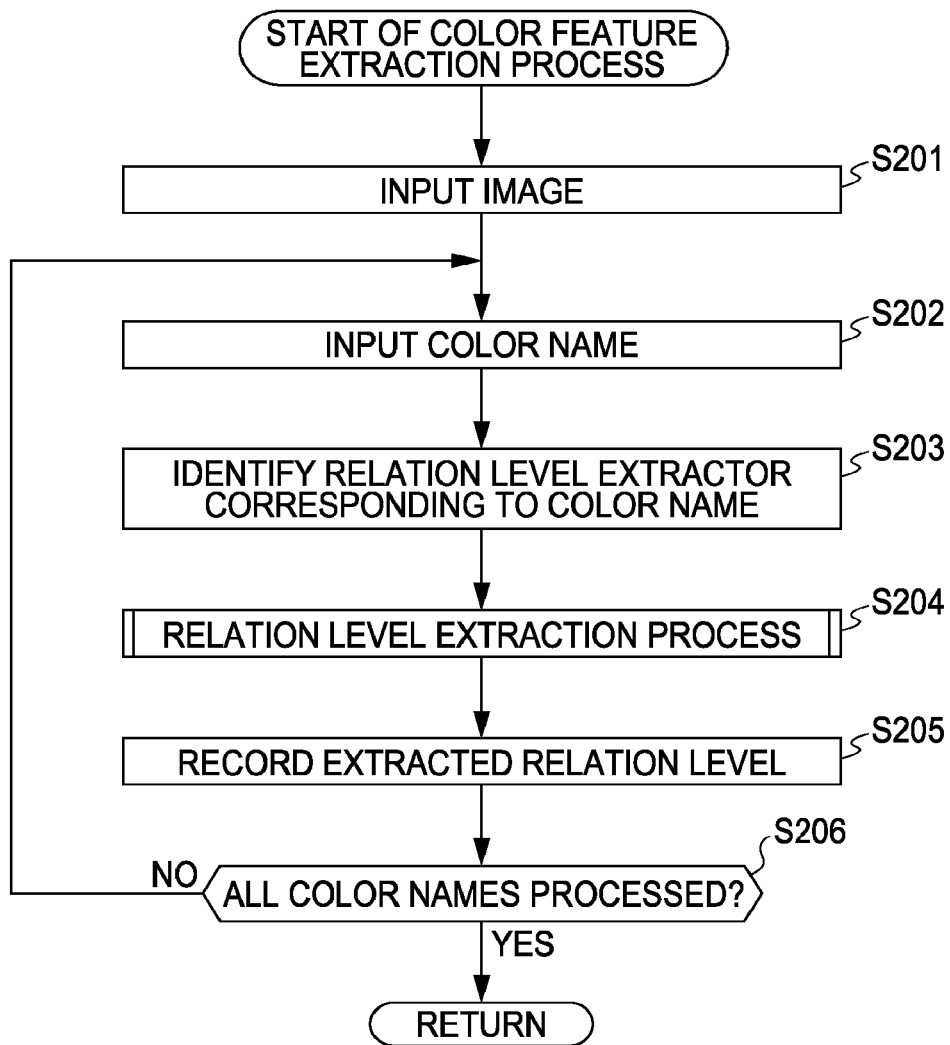 START OF COLOR FEATURE
EXTRACTION PROCESS
S201
INPUT IMAGE
S202
INPUT COLOR NAME
S203
IDENTIFY RELATION LEVEL EXTRACTOR
CORRESPONDING TO COLOR NAME
S204
RELATION LEVEL EXTRACTION PROCESS
S205
RECORD EXTRACTED RELATION LEVEL
S206
NO
ALL COLOR NAMES PROCESSED?
YES
RETURN